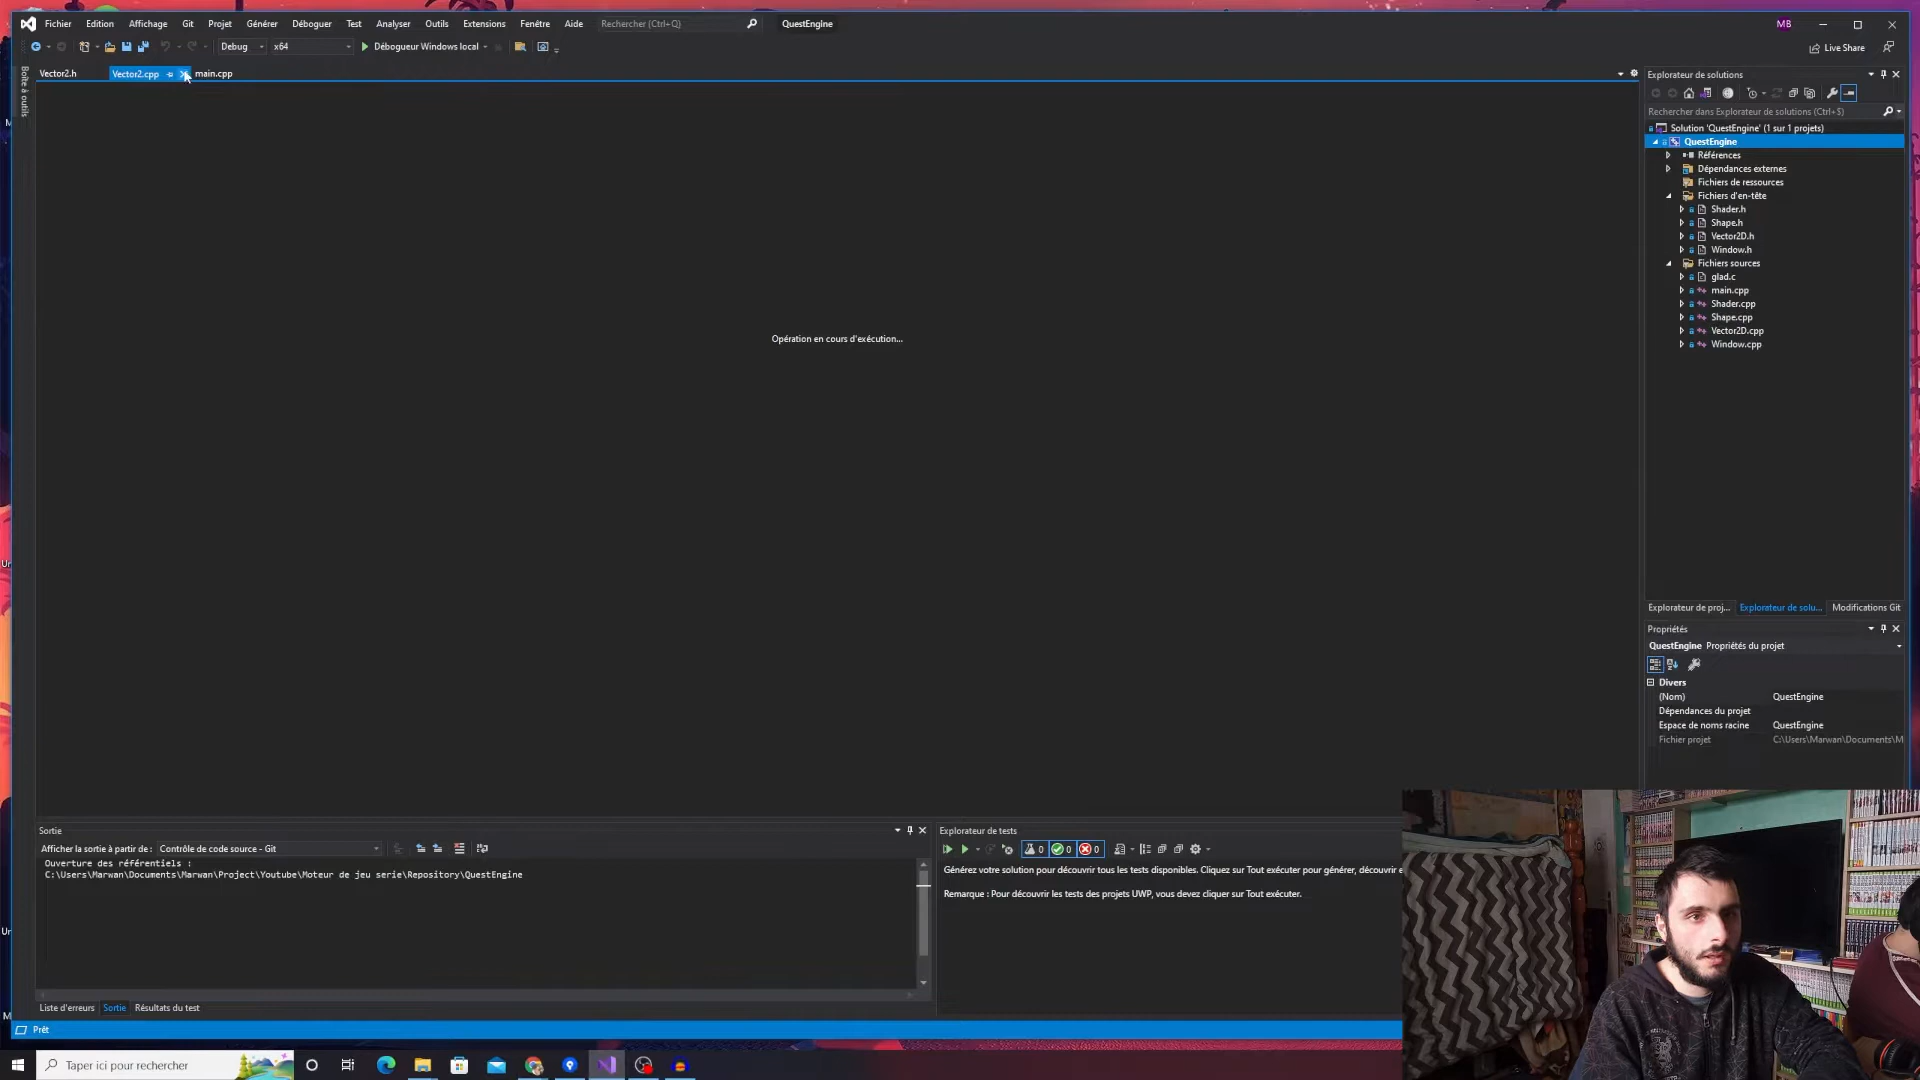 Fichier Edition Affichage Git Projet Générer Déboguer Test Analyser Outils Extensions Fenêtre Aide Rechercher (Ctrl+Q) QuestEngine MB
Debug x64 Débogueur Windows local Live Share
Boîte à outils
Vector2.h Vector2.cpp main.cpp
Opération en cours d'exécution...
Explorateur de solutions
Rechercher dans Explorateur de solutions (Ctrl+$)
Solution 'QuestEngine' (1 sur 1 projets)
QuestEngine
Références
Dépendances externes
Fichiers de ressources
Fichiers d'en-tête
Shader.h
Shape.h
Vector2D.h
Window.h
Fichiers sources
glad.c
main.cpp
Shader.cpp
Shape.cpp
Vector2D.cpp
Window.cpp
Explorateur de proj... Explorateur de solu... Modifications Git
Propriétés
QuestEngine Propriétés du projet
Divers
(Nom) QuestEngine
Dépendances du projet
Espace de noms racine QuestEngine
Fichier projet C:\Users\Marwan\Documents\M
Sortie
Afficher la sortie à partir de : Contrôle de code source - Git
Ouverture des référentiels :
C:\Users\Marwan\Documents\Marwan\Project\Youtube\Moteur de jeu serie\Repository\QuestEngine
Explorateur de tests
0 0 0
Générez votre solution pour découvrir tous les tests disponibles. Cliquez sur Tout exécuter pour générer, découvrir e
Remarque : Pour découvrir les tests des projets UWP, vous devez cliquer sur Tout exécuter.
Liste d'erreurs Sortie Résultats du test
Prêt
Taper ici pour rechercher